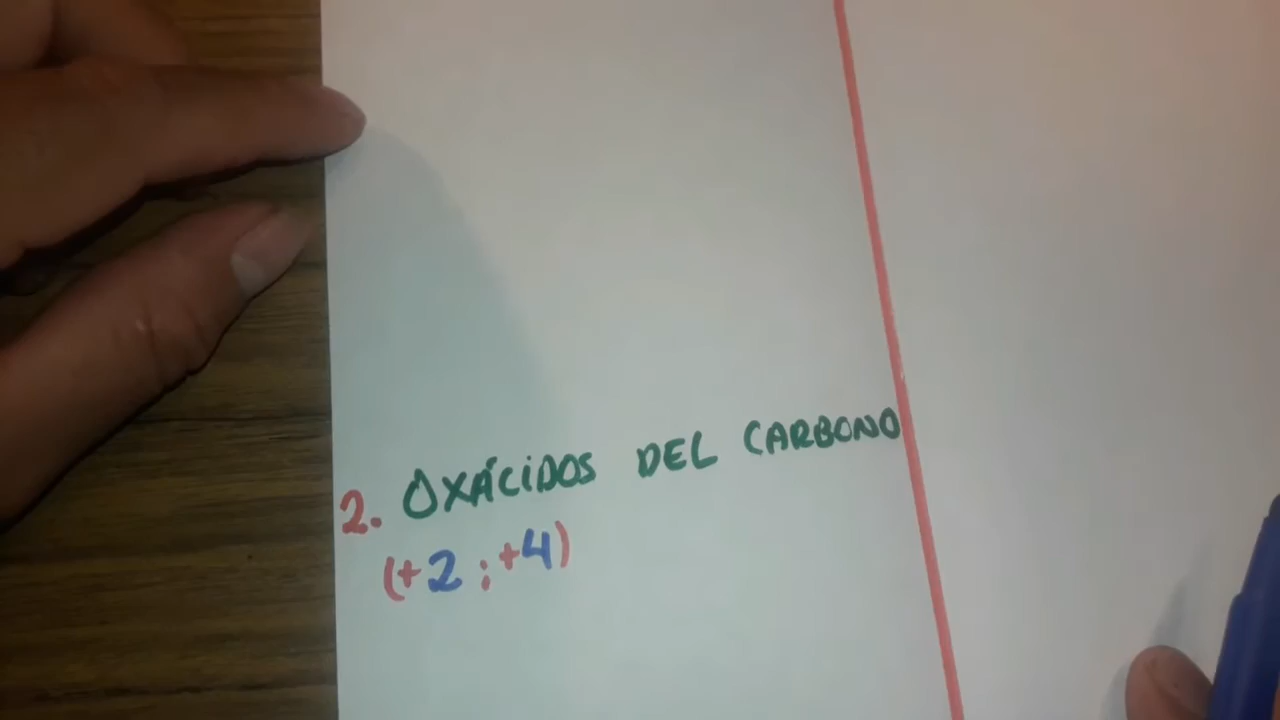 2. OXÁCIDOS DEL CARBONO
(+2 ; +4)